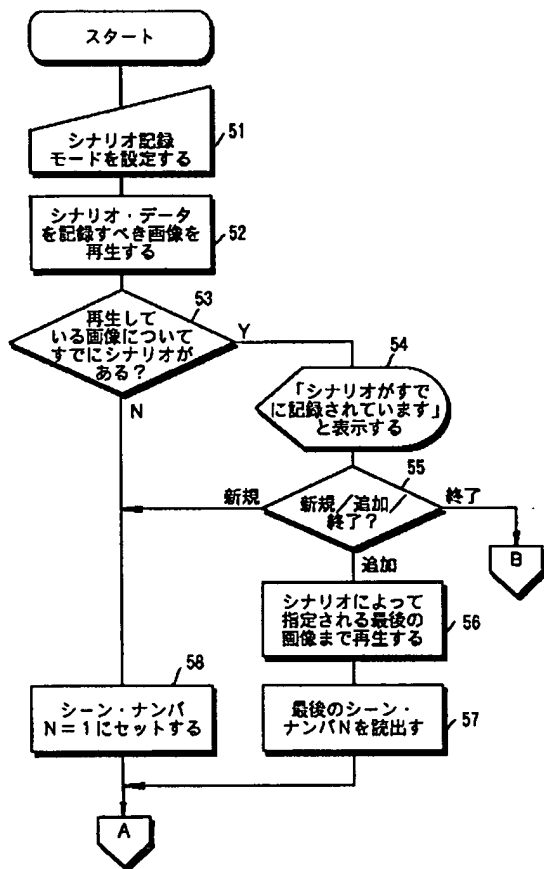 スタート
シナリオ記録
モードを設定する
51
シナリオ・データ
を記録すべき画像を
再生する
52
53
再生して
いる画像について
すでにシナリオが
ある?
Y
N
54
「シナリオがすで
に記録されています」
と表示する
55
新規/追加/
終了?
新規
終了
追加
B
シナリオによって
指定される最後の
画像まで再生する
56
58
シーン・ナンバ
N=1にセットする
最後のシーン・
ナンバNを読出す
57
A